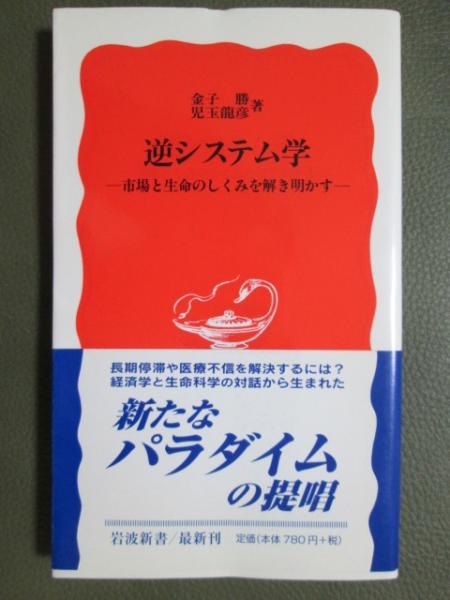 金子 勝
児玉龍彦 著
逆システム学
―市場と生命のしくみを解き明かす―
長期停滞や医療不信を解決するには?
経済学と生命科学の対話から生まれた
新たな
パラダイム
の提唱
岩波新書/最新刊 定価(本体780円+税)